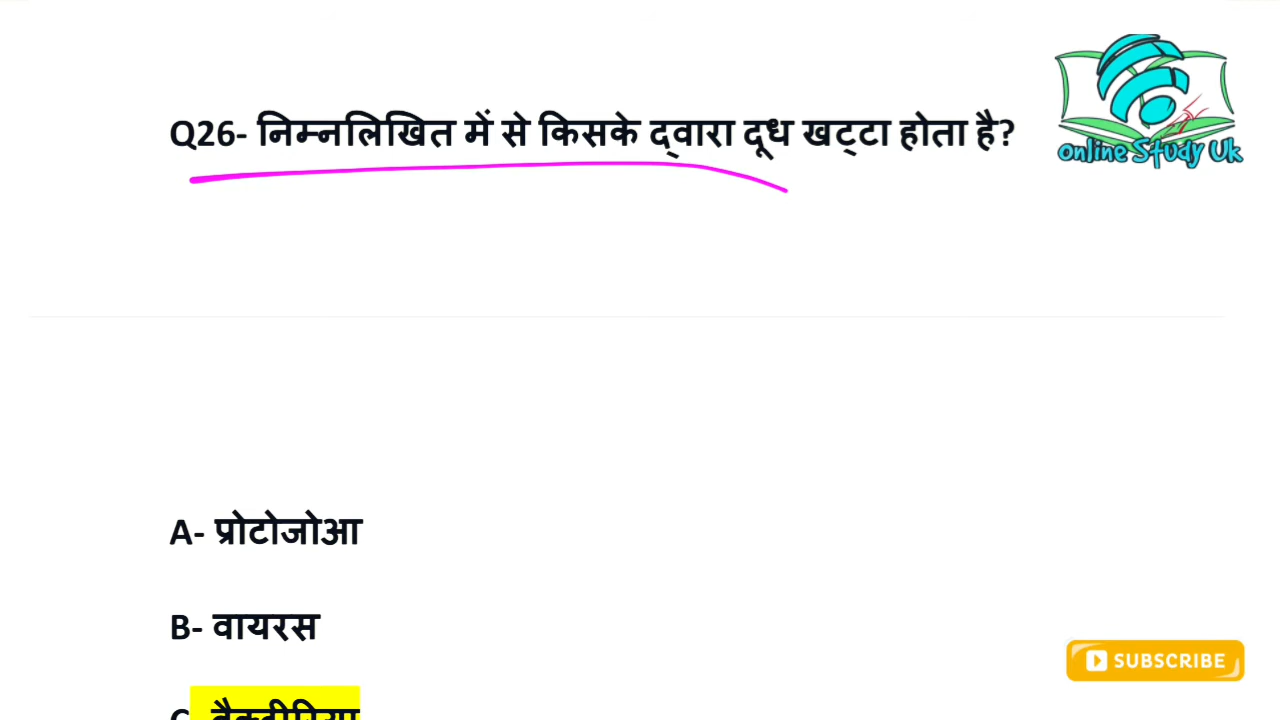 Q26- निम्नलिखित में से किसके द्वारा दूध खट्टा होता है?
Online Study Uk
A- प्रोटोजोआ
B- वायरस
SUBSCRIBE
C- बैक्टीरिया